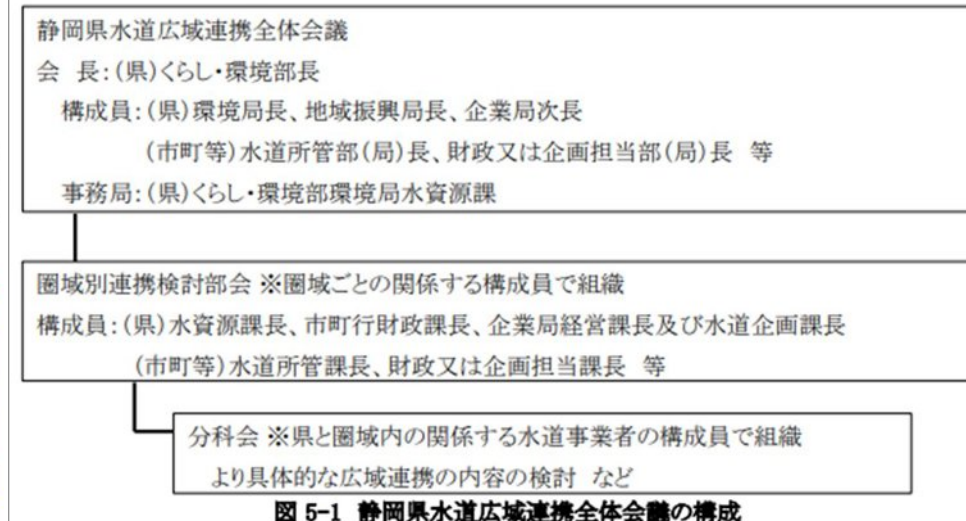 静岡県水道広域連携全体会議
会　長：(県)くらし・環境部長
構成員：(県)環境局長、地域振興局長、企業局次長
(市町等)水道所管部(局)長、財政又は企画担当部(局)長　等
事務局：(県)くらし・環境部環境局水資源課
圏域別連携検討部会 ※圏域ごとの関係する構成員で組織
構成員：(県)水資源課長、市町行財政課長、企業局経営課長及び水道企画課長
(市町等)水道所管課長、財政又は企画担当課長　等
分科会 ※県と圏域内の関係する水道事業者の構成員で組織
より具体的な広域連携の内容の検討　など
図 5-1　静岡県水道広域連携全体会議の構成